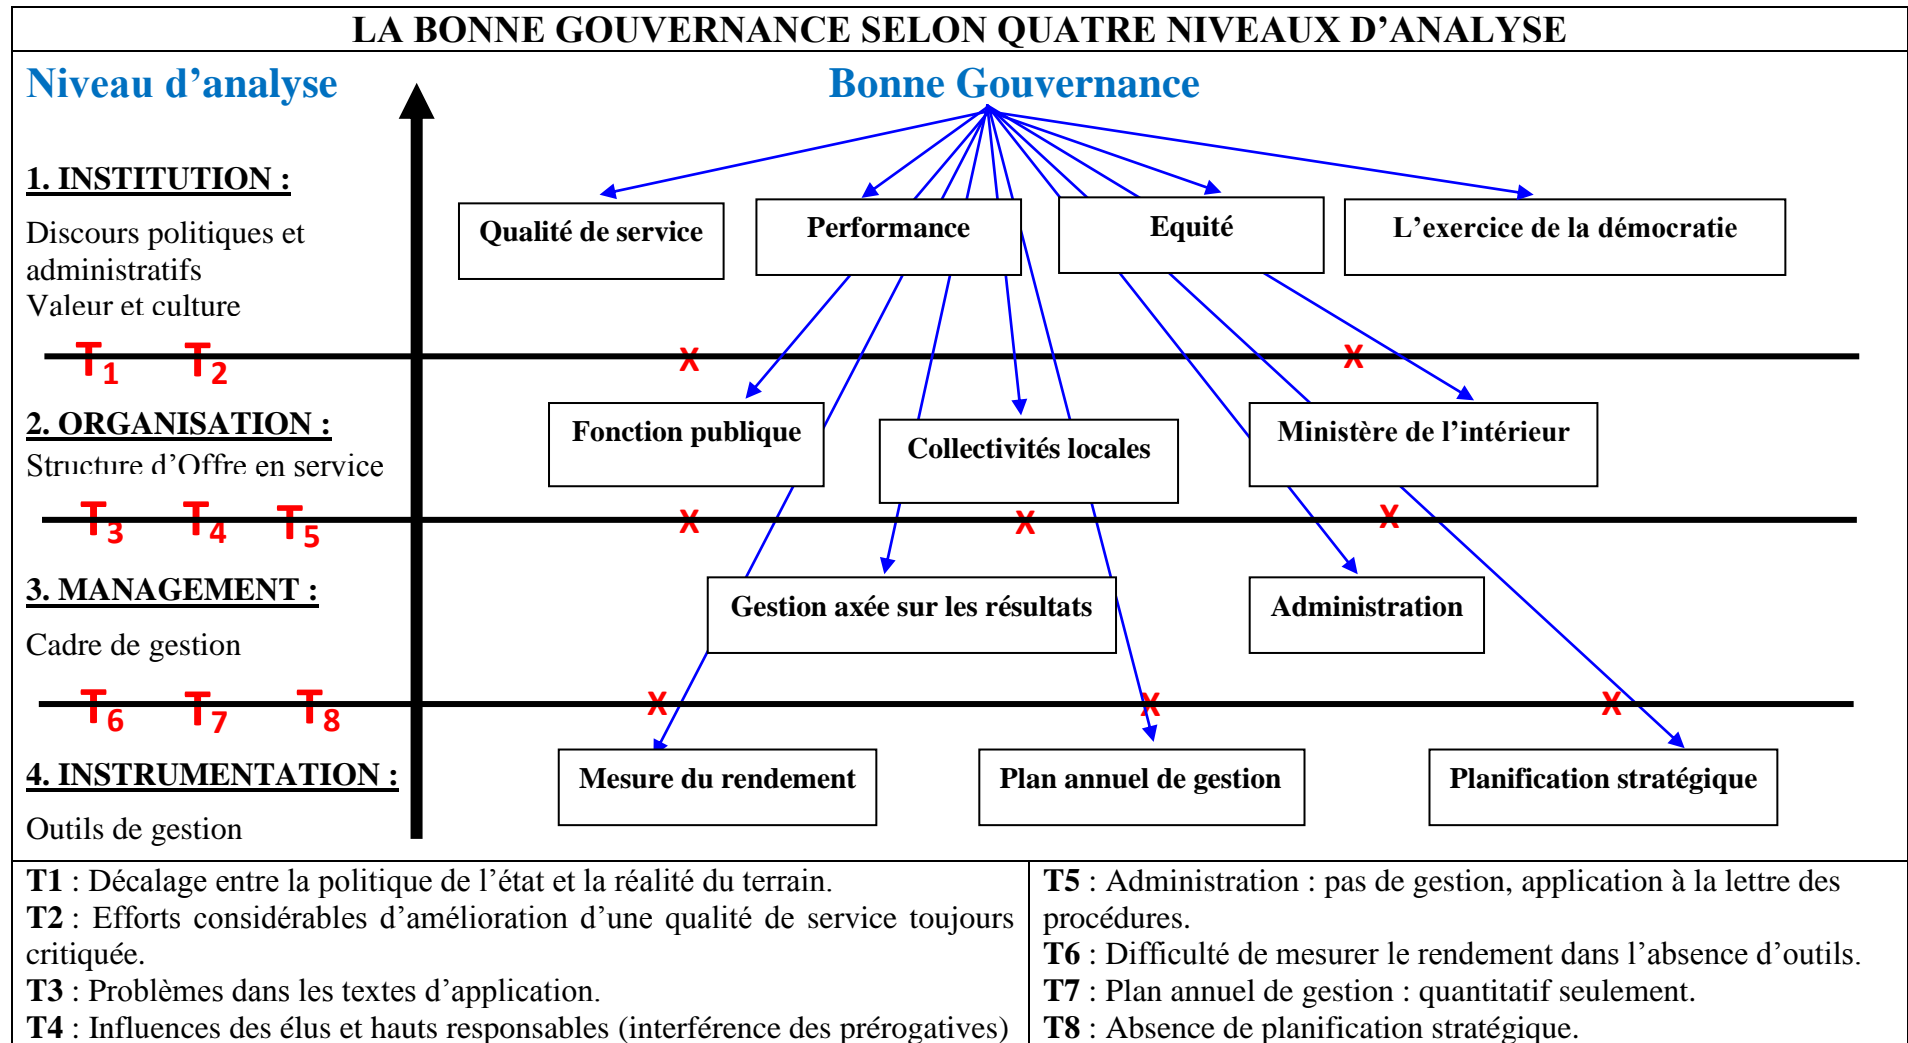 LA BONNE GOUVERNANCE SELON QUATRE NIVEAUX D’ANALYSE
Niveau d’analyse
Bonne Gouvernance
1. INSTITUTION :
Discours politiques et
administratifs
Valeur et culture
Qualité de service
Performance
Equité
L’exercice de la démocratie
T1 T2 X X
2. ORGANISATION :
Structure d’Offre en service
Fonction publique
Collectivités locales
Ministère de l’intérieur
T3 T4 T5 X X X
3. MANAGEMENT :
Cadre de gestion
Gestion axée sur les résultats
Administration
T6 T7 T8 X X X
4. INSTRUMENTATION :
Outils de gestion
Mesure du rendement
Plan annuel de gestion
Planification stratégique
T1 : Décalage entre la politique de l’état et la réalité du terrain.
T2 : Efforts considérables d’amélioration d’une qualité de service toujours
critiquée.
T3 : Problèmes dans les textes d’application.
T4 : Influences des élus et hauts responsables (interférence des prérogatives)
T5 : Administration : pas de gestion, application à la lettre des
procédures.
T6 : Difficulté de mesurer le rendement dans l’absence d’outils.
T7 : Plan annuel de gestion : quantitatif seulement.
T8 : Absence de planification stratégique.